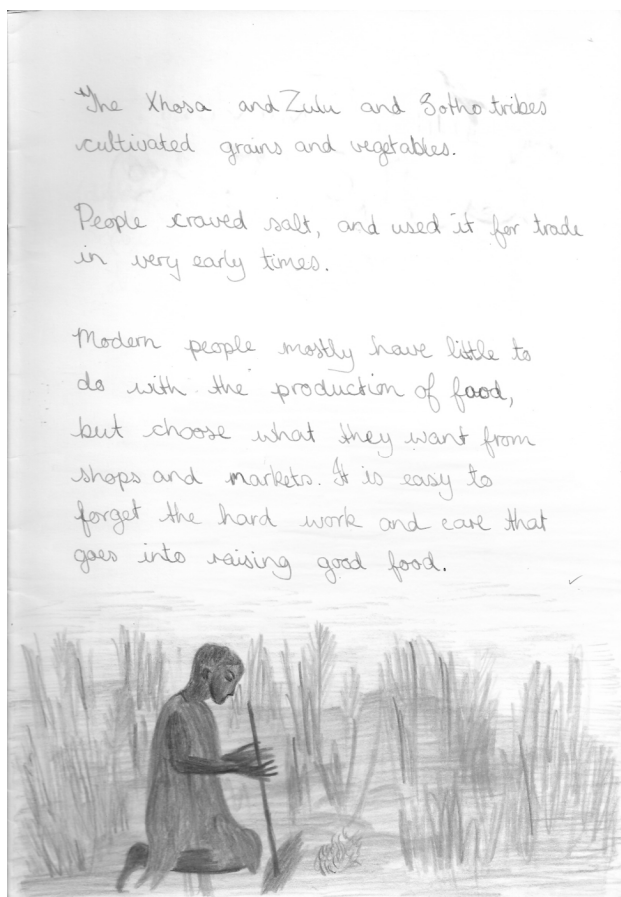 The Xhosa and Zulu and Sotho tribes
cultivated grains and vegetables.
People craved salt, and used it for trade
in very early times.
Modern people mostly have little to
do with the production of food,
but choose what they want from
shops and markets. It is easy to
forget the hard work and care that
goes into raising good food.